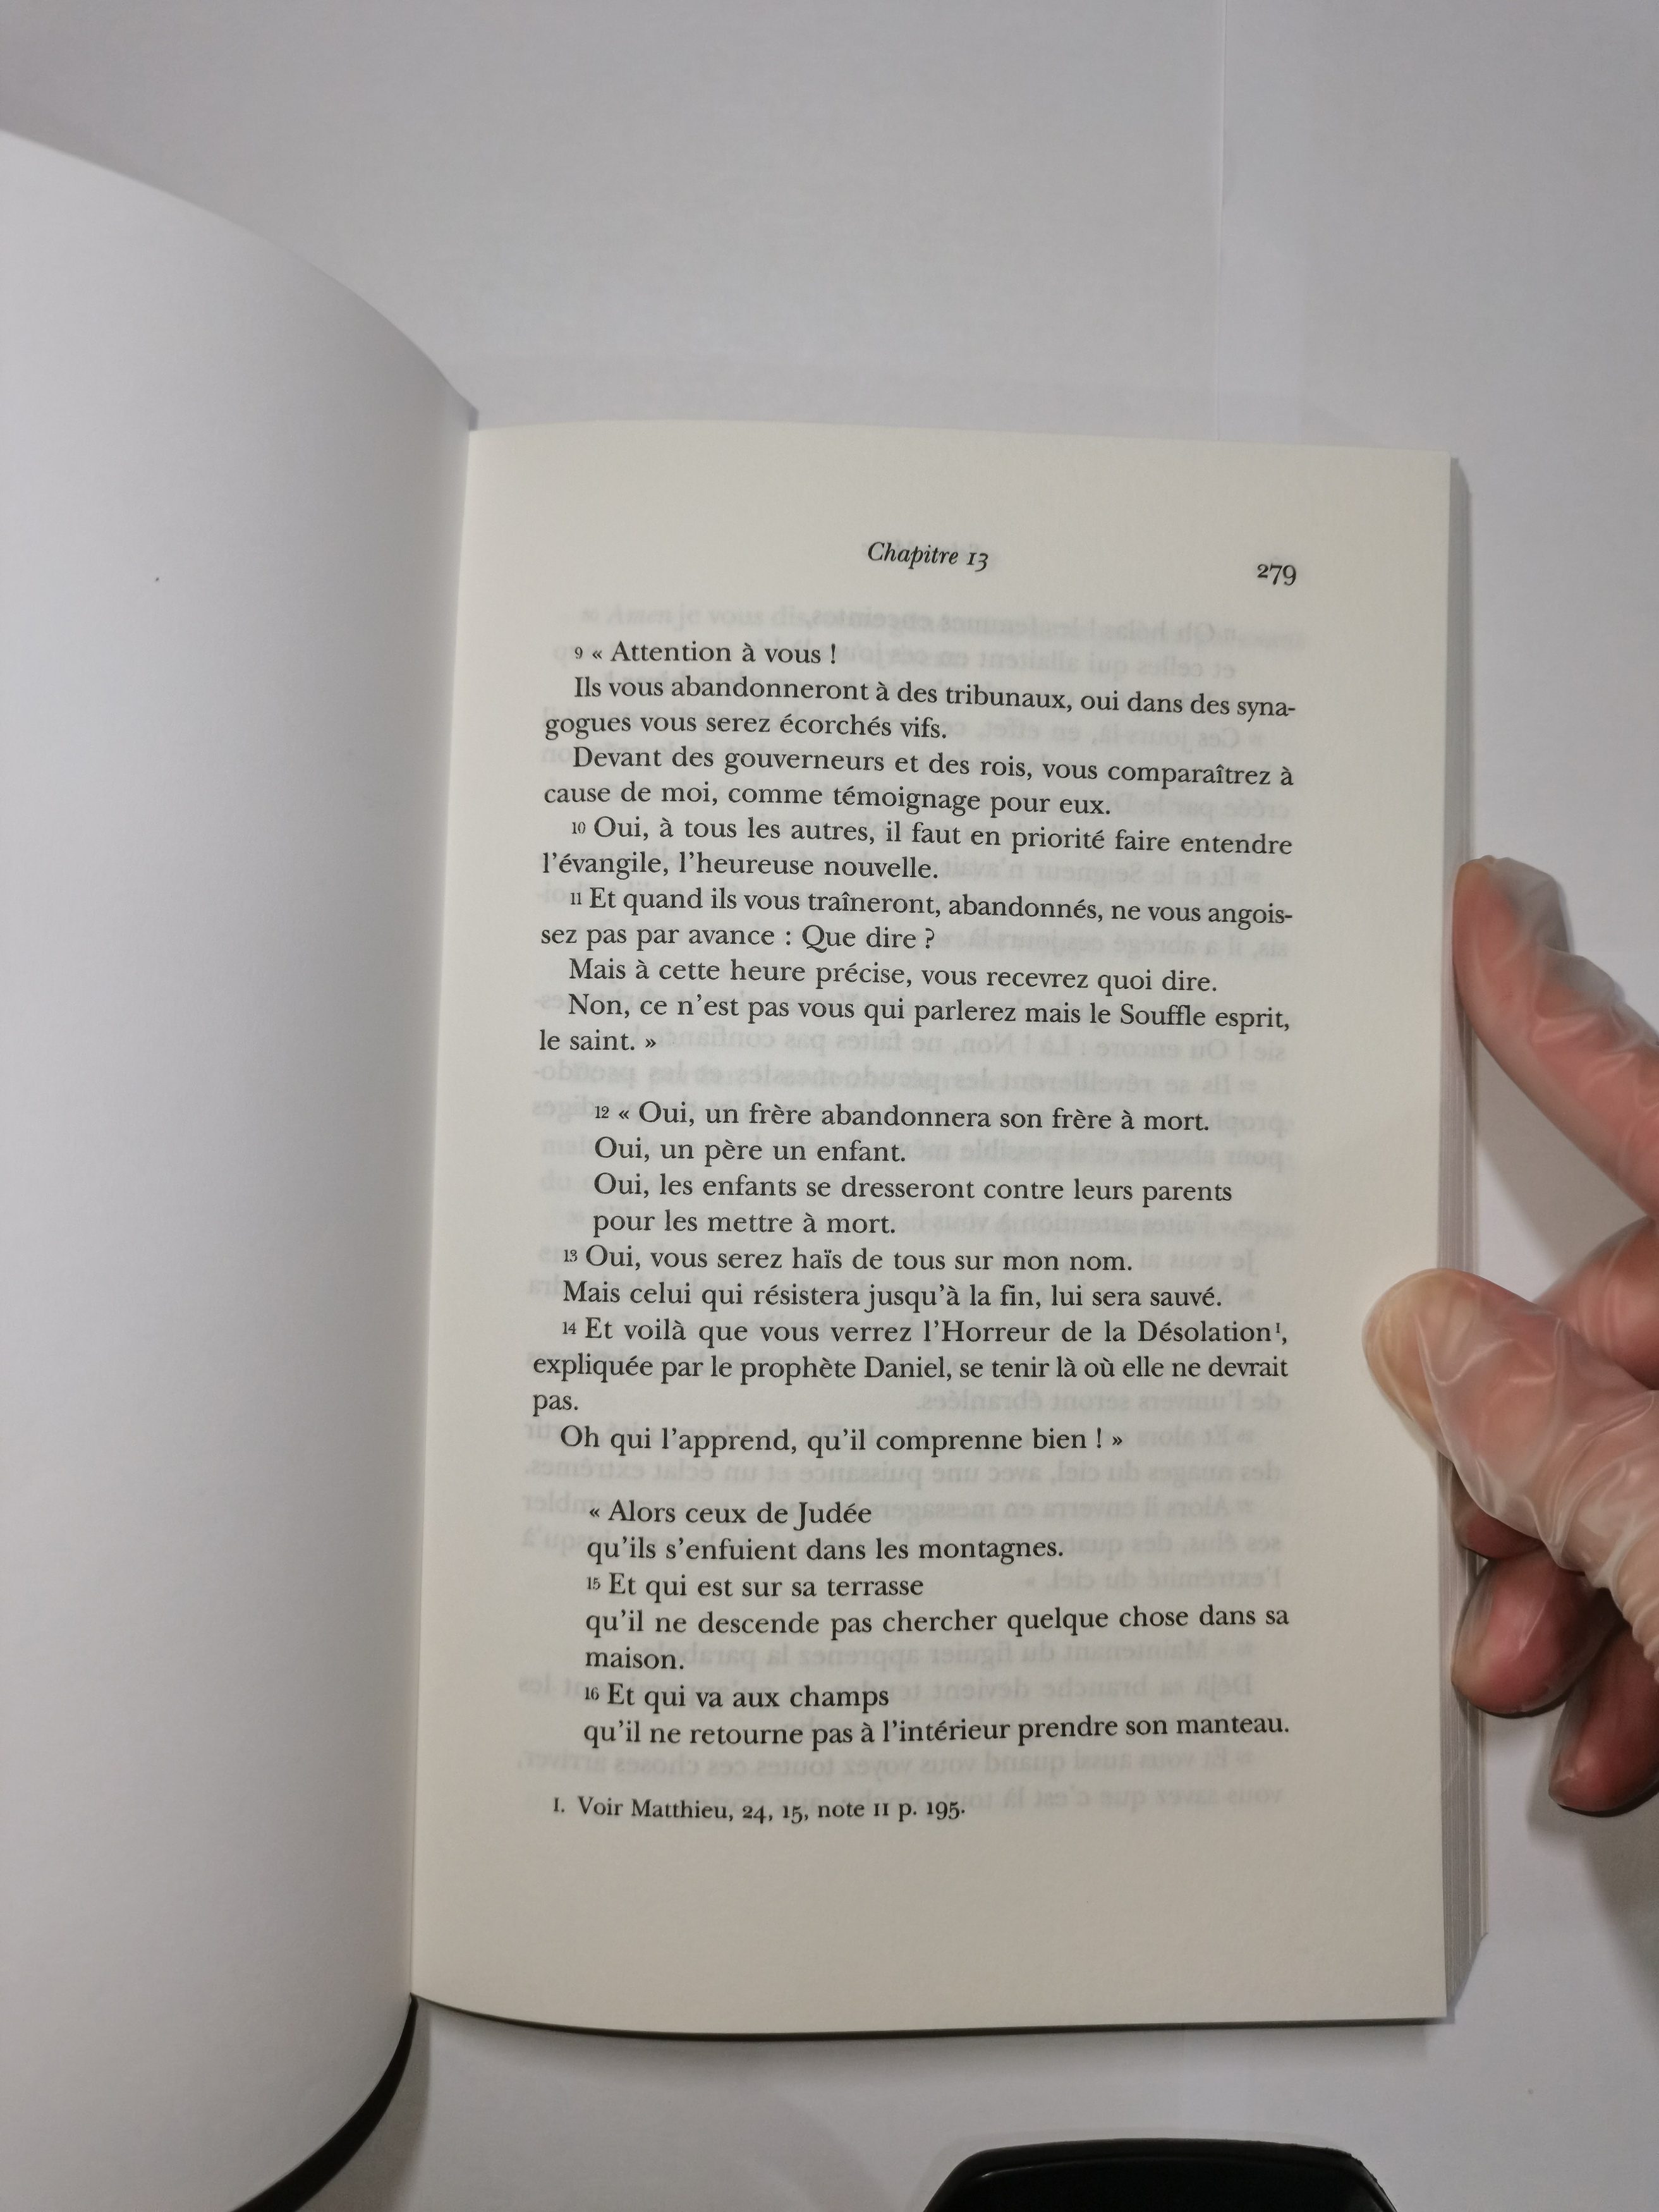 Chapitre 13
279
9 « Attention à vous !
Ils vous abandonneront à des tribunaux, oui dans des syna-
gogues vous serez écorchés vifs.
Devant des gouverneurs et des rois, vous comparaîtrez à
cause de moi, comme témoignage pour eux.
10 Oui, à tous les autres, il faut en priorité faire entendre
l’évangile, l’heureuse nouvelle.
11 Et quand ils vous traîneront, abandonnés, ne vous angois-
sez pas par avance : Que dire ?
Mais à cette heure précise, vous recevrez quoi dire.
Non, ce n’est pas vous qui parlerez mais le Souffle esprit,
le saint. »
12 « Oui, un frère abandonnera son frère à mort.
Oui, un père un enfant.
Oui, les enfants se dresseront contre leurs parents
pour les mettre à mort.
13 Oui, vous serez haïs de tous sur mon nom.
Mais celui qui résistera jusqu’à la fin, lui sera sauvé.
14 Et voilà que vous verrez l’Horreur de la Désolation¹,
expliquée par le prophète Daniel, se tenir là où elle ne devrait
pas.
Oh qui l’apprend, qu’il comprenne bien ! »
« Alors ceux de Judée
qu’ils s’enfuient dans les montagnes.
15 Et qui est sur sa terrasse
qu’il ne descende pas chercher quelque chose dans sa
maison.
16 Et qui va aux champs
qu’il ne retourne pas à l’intérieur prendre son manteau.
1. Voir Matthieu, 24, 15, note 11 p. 195.